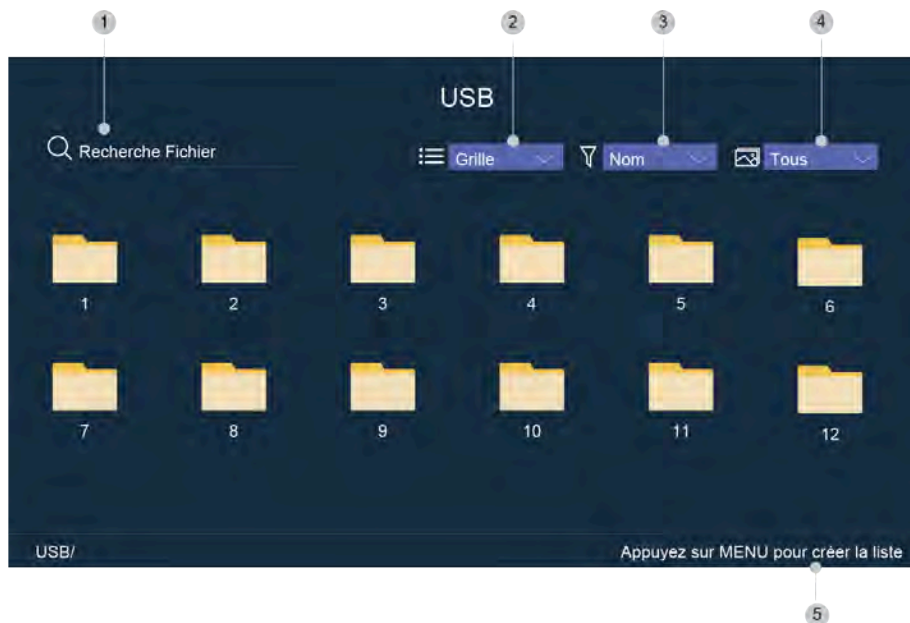 1 2 3 4
USB
Recherche Fichier Grille Nom Tous
1 2 3 4 5 6
7 8 9 10 11 12
USB/ Appuyez sur MENU pour créer la liste
5